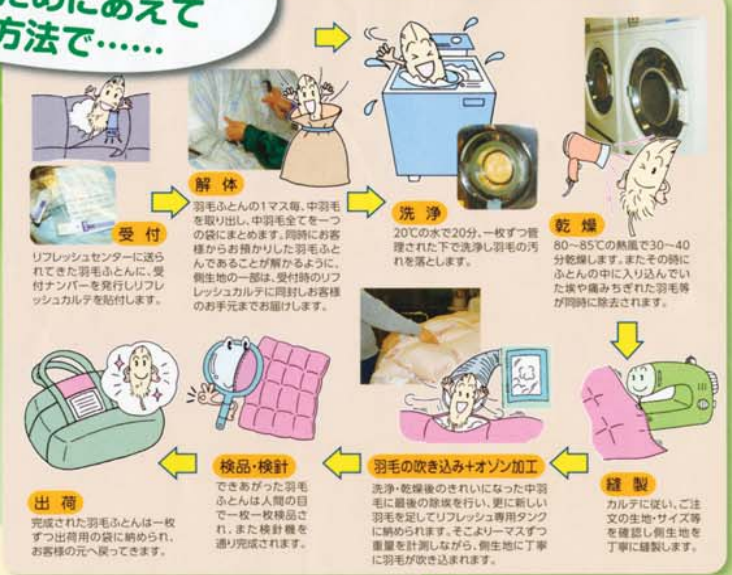 ためにあえて
方法で……
受付
リフレッシュセンターに送ら
れてきた羽毛ふとんに、受
付ナンバーを発行しリフレ
ッシュカルテを貼付します。
解体
羽毛ふとんの1マス毎、中羽毛
を取り出し、中羽毛全てを一つ
の袋にまとめます。同時にお客
様からお預かりした羽毛ふと
んであることが解かるように、
側生地の一部は、受付時のリフ
レッシュカルテに同封しお客様
のお手元までお届けします。
洗浄
20℃の水で20分、一枚ずつ管
理された下で洗浄し羽毛の汚
れを落とします。
乾燥
80〜85℃の熱風で30〜40
分乾燥します。またその時に
ふとんの中に入り込んでい
た埃や痛みちぎれた羽毛等
が同時に除去されます。
縫製
カルテに従い、ご注
文の生地・サイズ等
を確認し側生地を
丁寧に縫製します。
羽毛の吹き込み+オゾン加工
洗浄・乾燥後のきれいになった中羽
毛に最後の除埃を行い、更に新しい
羽毛を足してリフレッシュ専用タンク
に納められます。そこより一マスずつ
重量を計測しながら、側生地に丁寧
に羽毛が吹き込まれます。
検品・検針
できあがった羽毛
ふとんは人間の目
で一枚一枚検品さ
れ、また検針機を
通り完成されます。
出荷
完成された羽毛ふとんは一枚
ずつ出荷用の袋に納められ、
お客様の元へ戻ってきます。